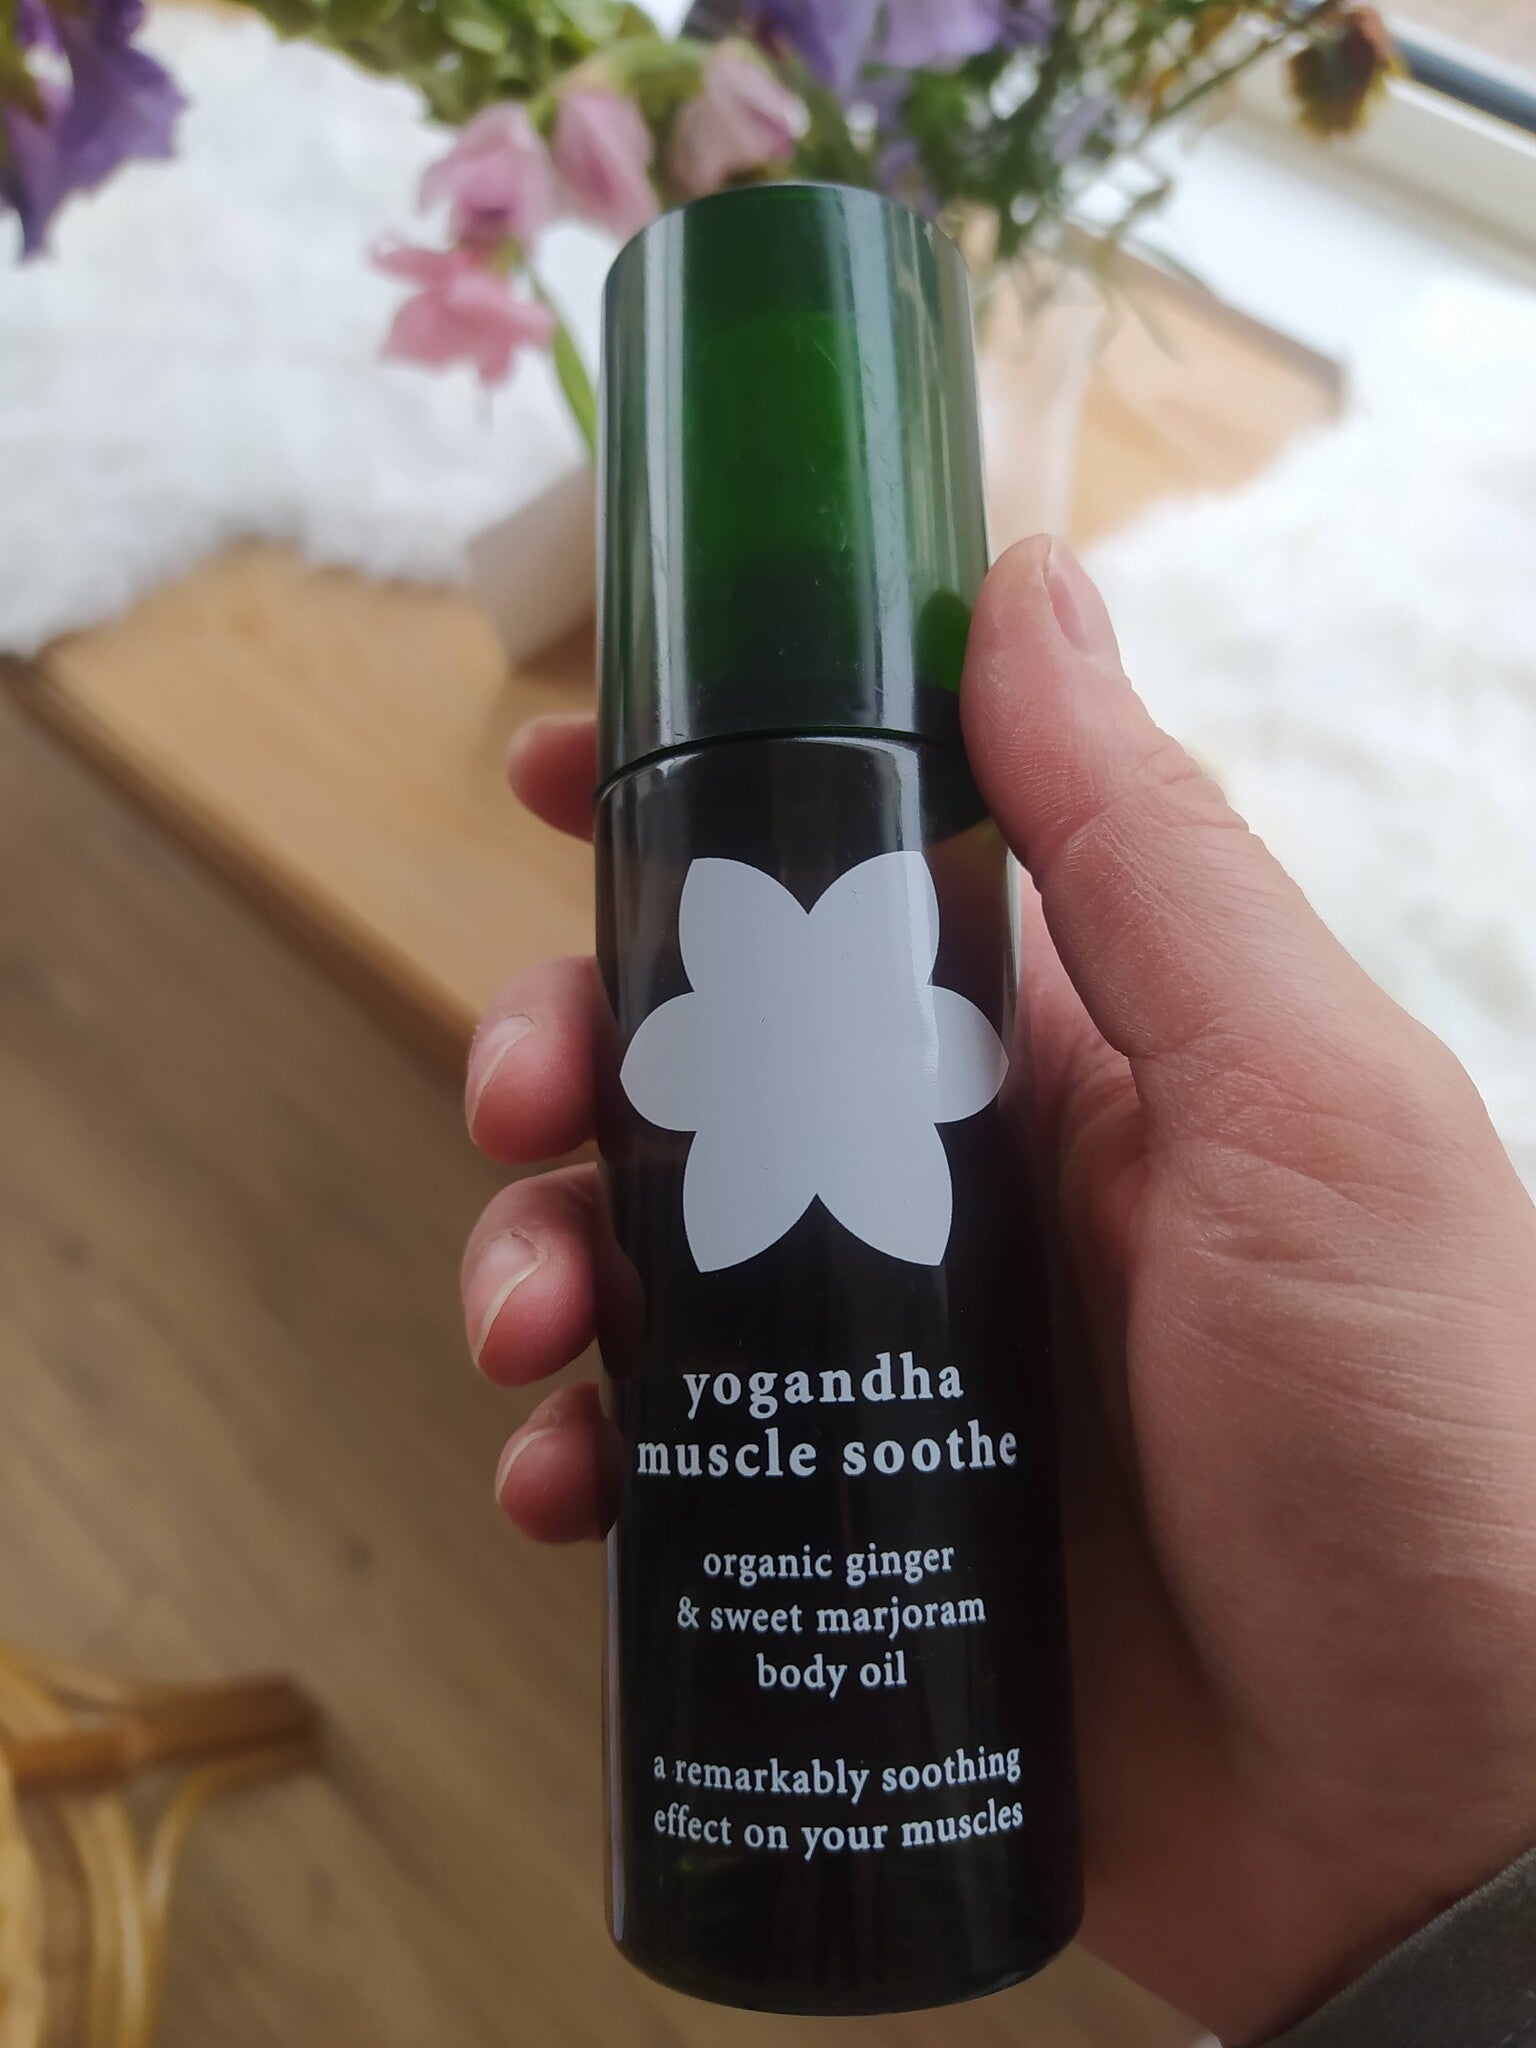 yogandha
muscle soothe
organic ginger
& sweet marjoram
body oil
a remarkably soothing
effect on your muscles